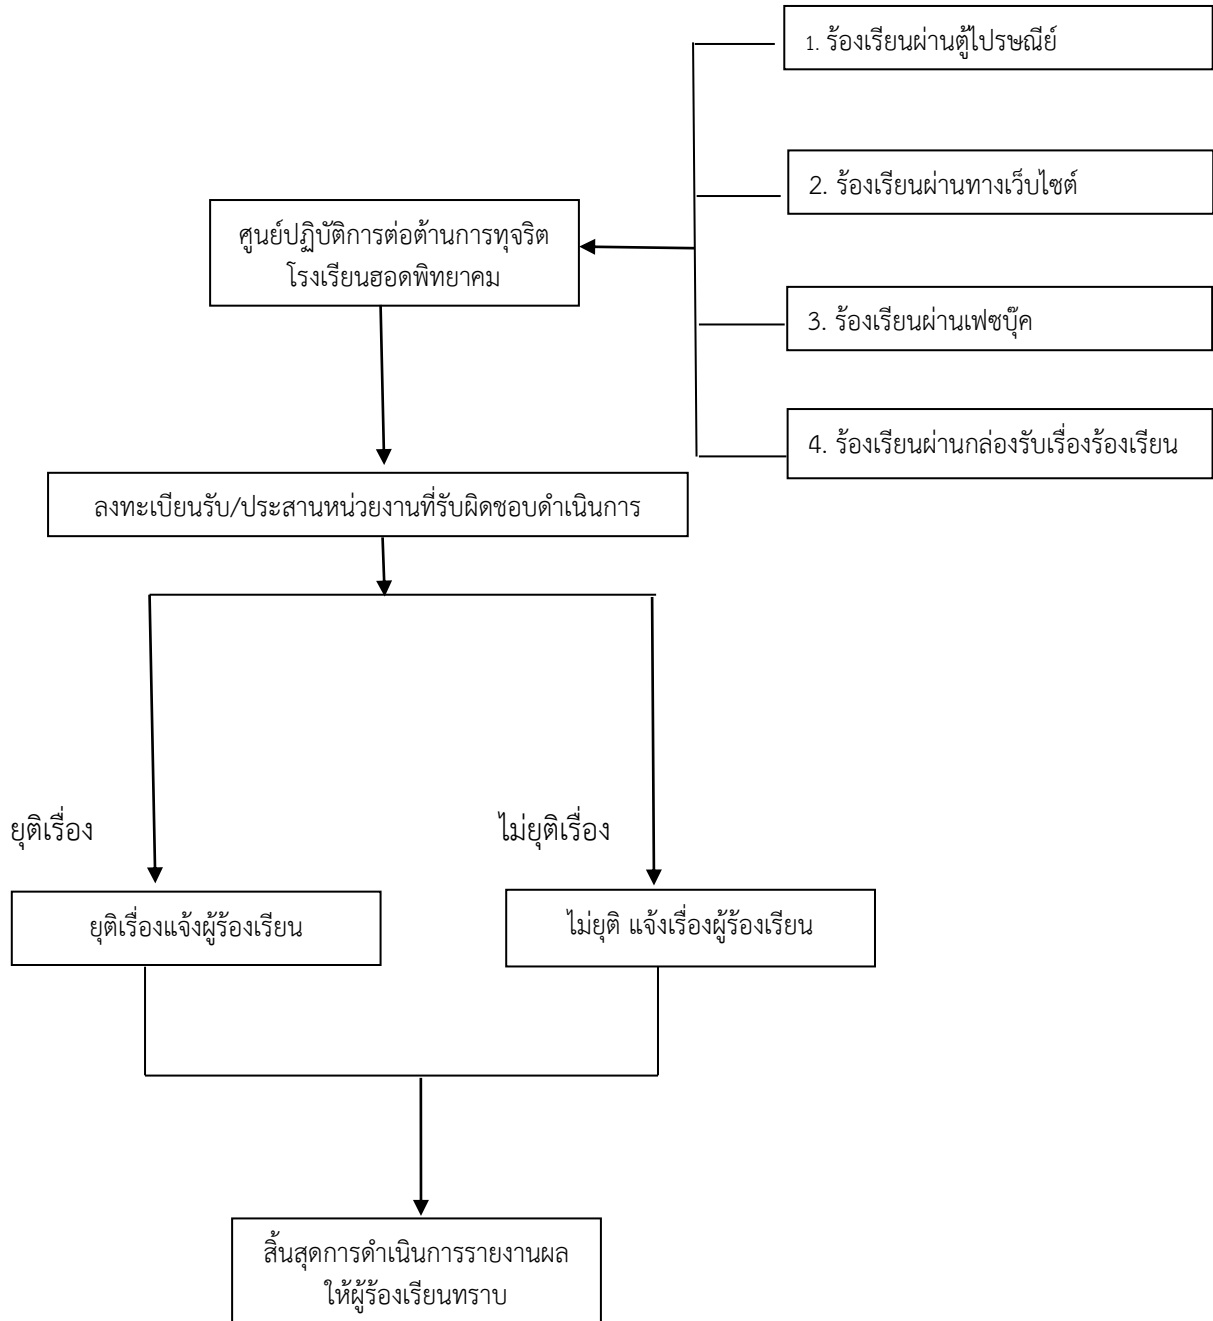 1. ร้องเรียนผ่านตู้ไปรษณีย์
2. ร้องเรียนผ่านทางเว็บไซต์
ศูนย์ปฏิบัติการต่อต้านการทุจริต
โรงเรียนฮอดพิทยาคม
3. ร้องเรียนผ่านเฟซบุ๊ค
4. ร้องเรียนผ่านกล่องรับเรื่องร้องเรียน
ลงทะเบียนรับ/ประสานหน่วยงานที่รับผิดชอบดำเนินการ
ยุติเรื่อง
ไม่ยุติเรื่อง
ยุติเรื่องแจ้งผู้ร้องเรียน
ไม่ยุติ แจ้งเรื่องผู้ร้องเรียน
สิ้นสุดการดำเนินการรายงานผล
ให้ผู้ร้องเรียนทราบ